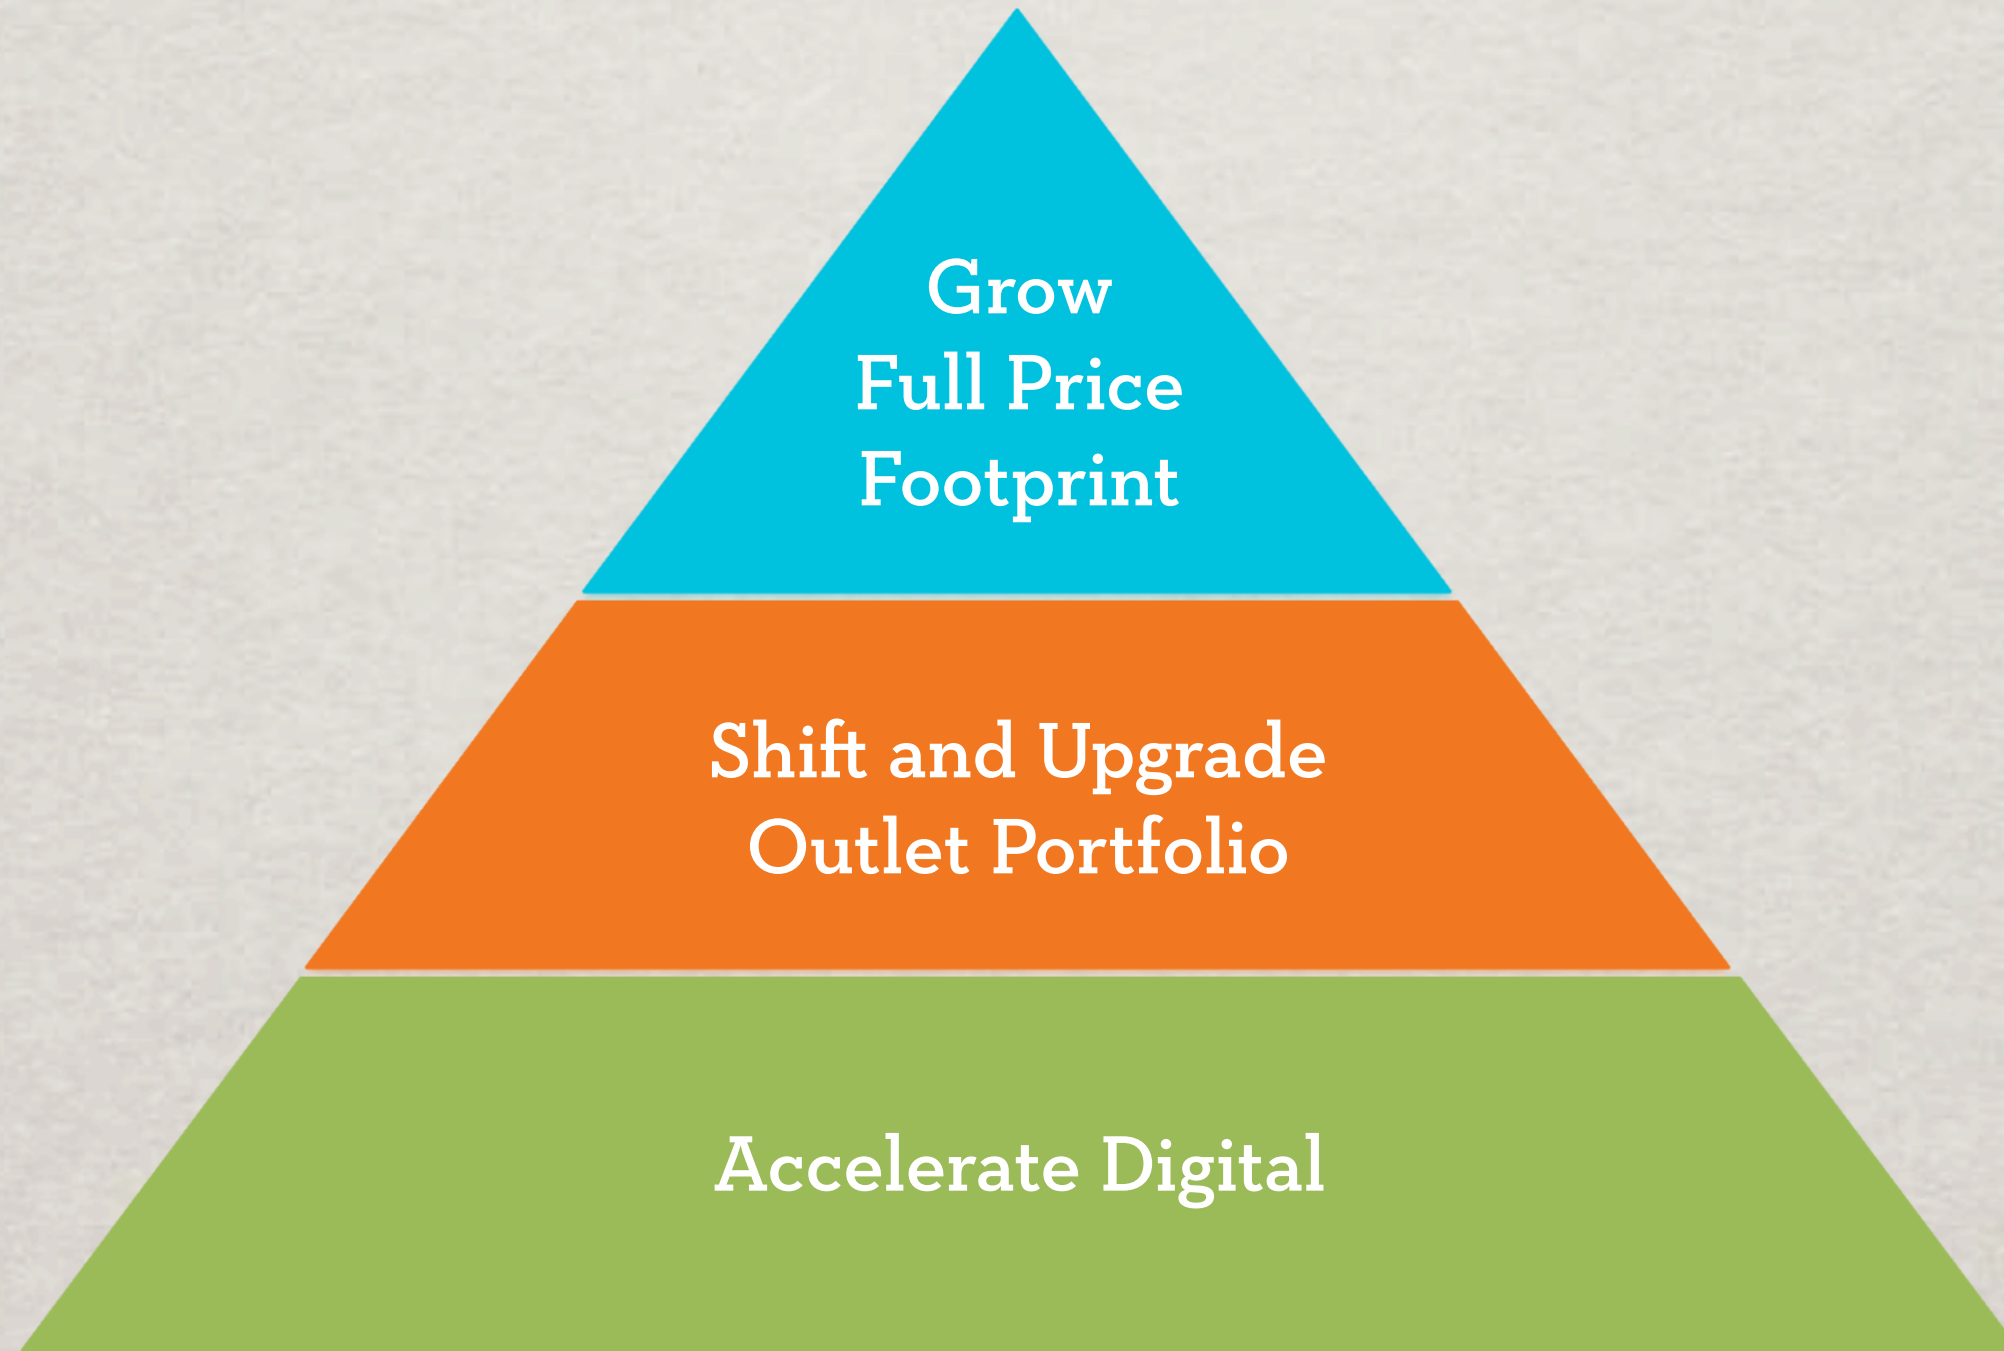 Grow
Full Price
Footprint
Shift and Upgrade
Outlet Portfolio
Accelerate Digital